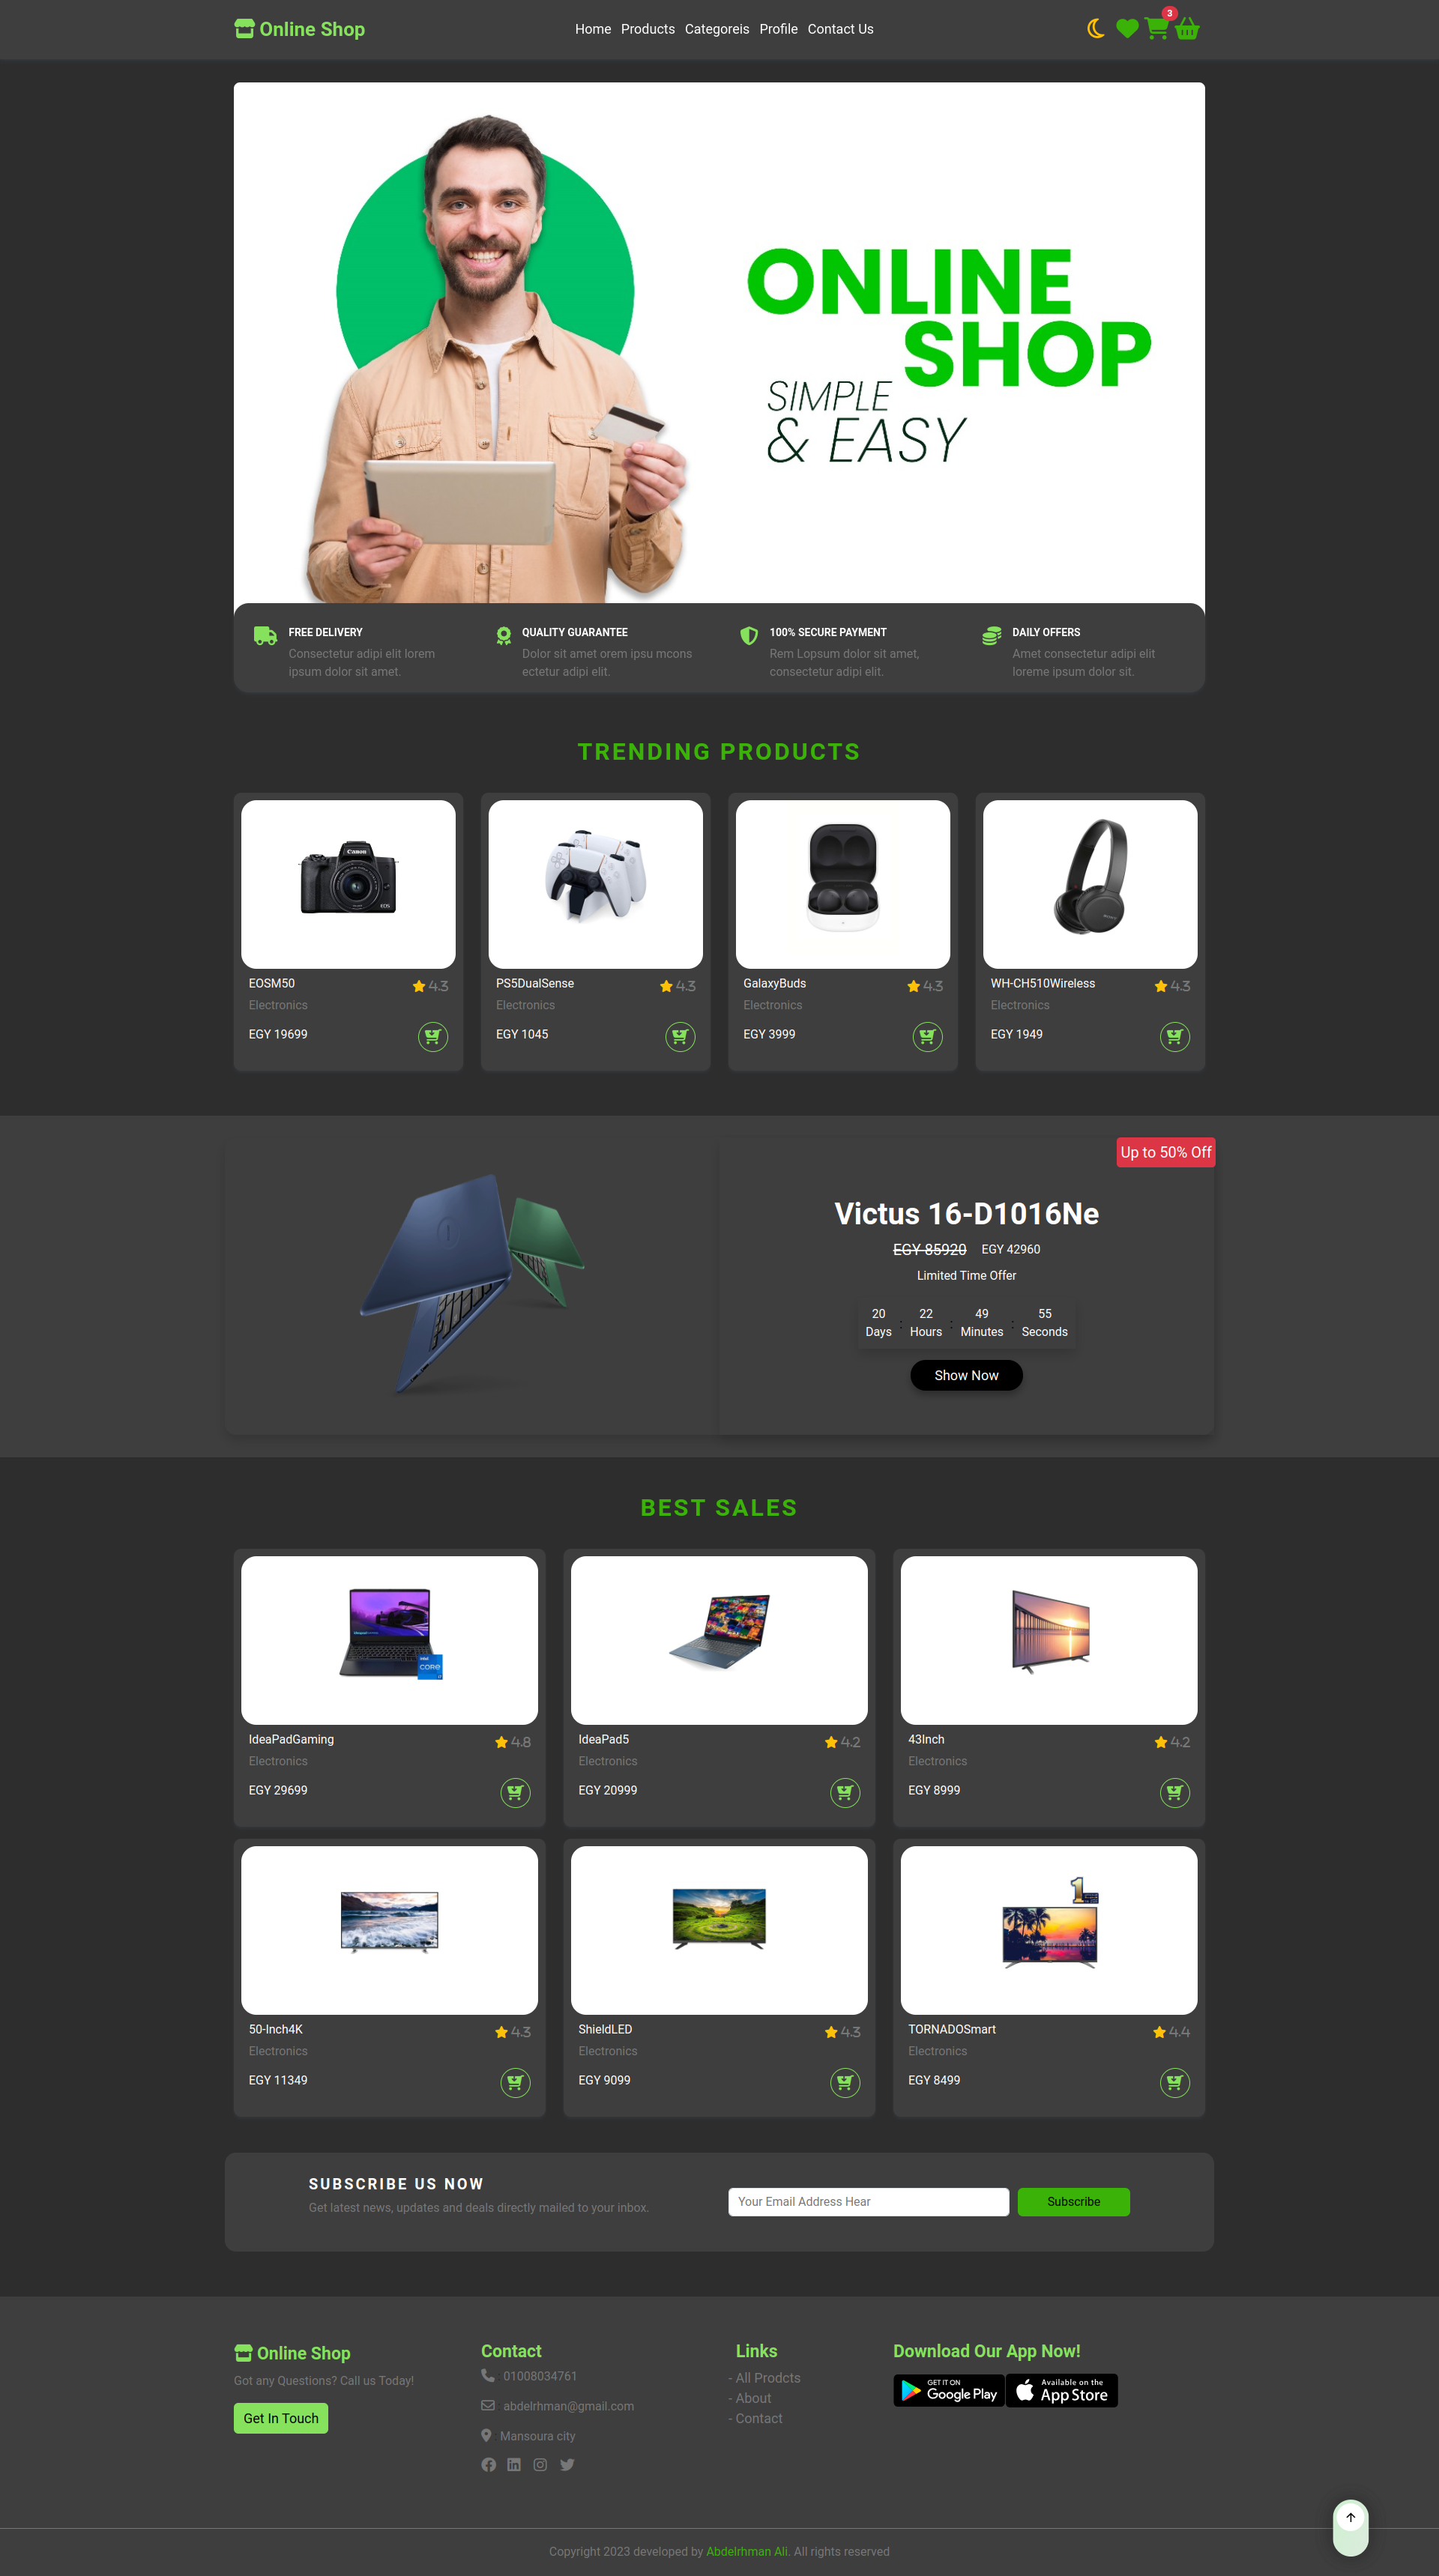 Online Shop
Home Products Categoreis Profile Contact Us
3
ONLINE
SHOP
SIMPLE
& EASY
FREE DELIVERY
Consectetur adipi elit lorem
ipsum dolor sit amet.
QUALITY GUARANTEE
Dolor sit amet orem ipsu mcons
ectetur adipi elit.
100% SECURE PAYMENT
Rem Lopsum dolor sit amet,
consectetur adipi elit.
DAILY OFFERS
Amet consectetur adipi elit
loreme ipsum dolor sit.
TRENDING PRODUCTS
Canon
EOS
EOSM50
4.3
Electronics
EGY 19699
PS5DualSense
4.3
Electronics
EGY 1045
GalaxyBuds
4.3
Electronics
EGY 3999
WH-CH510Wireless
4.3
Electronics
EGY 1949
Up to 50% Off
Victus 16-D1016Ne
EGY 85920 EGY 42960
Limited Time Offer
20 : 22 : 49 : 55
Days Hours Minutes Seconds
Show Now
BEST SALES
intel
CORE
IdeaPadGaming
4.8
Electronics
EGY 29699
IdeaPad5
4.2
Electronics
EGY 20999
43Inch
4.2
Electronics
EGY 8999
50-Inch4K
4.3
Electronics
EGY 11349
ShieldLED
4.3
Electronics
EGY 9099
1
TORNADOSmart
4.4
Electronics
EGY 8499
SUBSCRIBE US NOW
Get latest news, updates and deals directly mailed to your inbox.
Your Email Address Hear
Subscribe
Online Shop
Got any Questions? Call us Today!
Get In Touch
Contact
01008034761
abdelrhman@gmail.com
Mansoura city
Links
- All Prodcts
- About
- Contact
Download Our App Now!
GET IT ON
Google Play
Available on the
App Store
Copyright 2023 developed by Abdelrhman Ali. All rights reserved